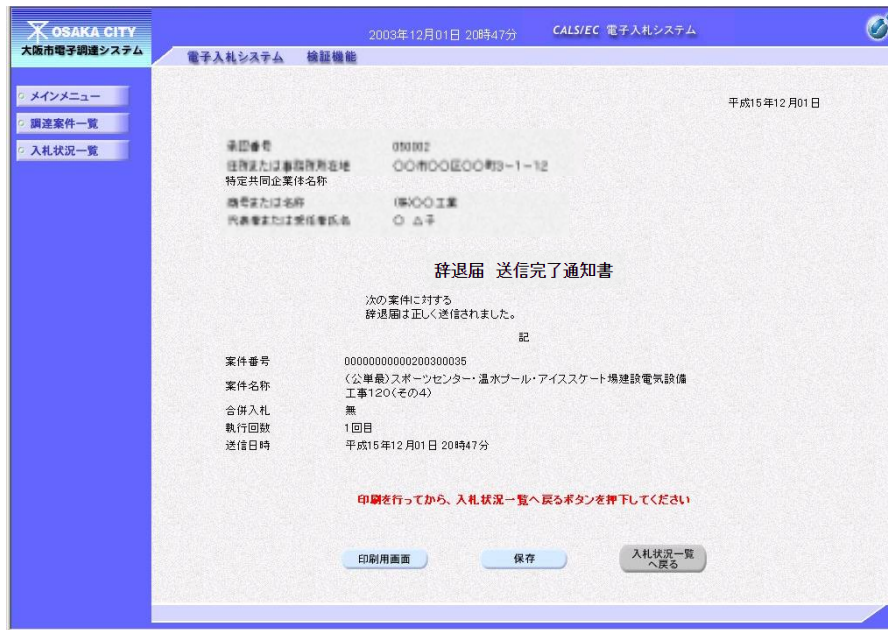 OSAKA CITY
大阪市電子調達システム
2003年12月01日 20時47分
CALS/EC 電子入札システム
電子入札システム 検証機能
メインメニュー
調達案件一覧
入札状況一覧
平成15年12月01日
承認番号 050002
住所または事務所所在地 〇〇市〇〇区〇〇町3-1-12
特定共同企業体名称
商号または名称 (株)〇〇工業
代表者または受任者氏名 〇 △子
辞退届 送信完了通知書
次の案件に対する
辞退届は正しく送信されました。
記
案件番号 00000000000200300035
案件名称 (公単最)スポーツセンター・温水プール・アイススケート場建設電気設備
工事120(その4)
合併入札 無
執行回数 1回目
送信日時 平成15年12月01日 20時47分
印刷を行ってから、入札状況一覧へ戻るボタンを押下してください
印刷用画面
保存
入札状況一覧
へ戻る